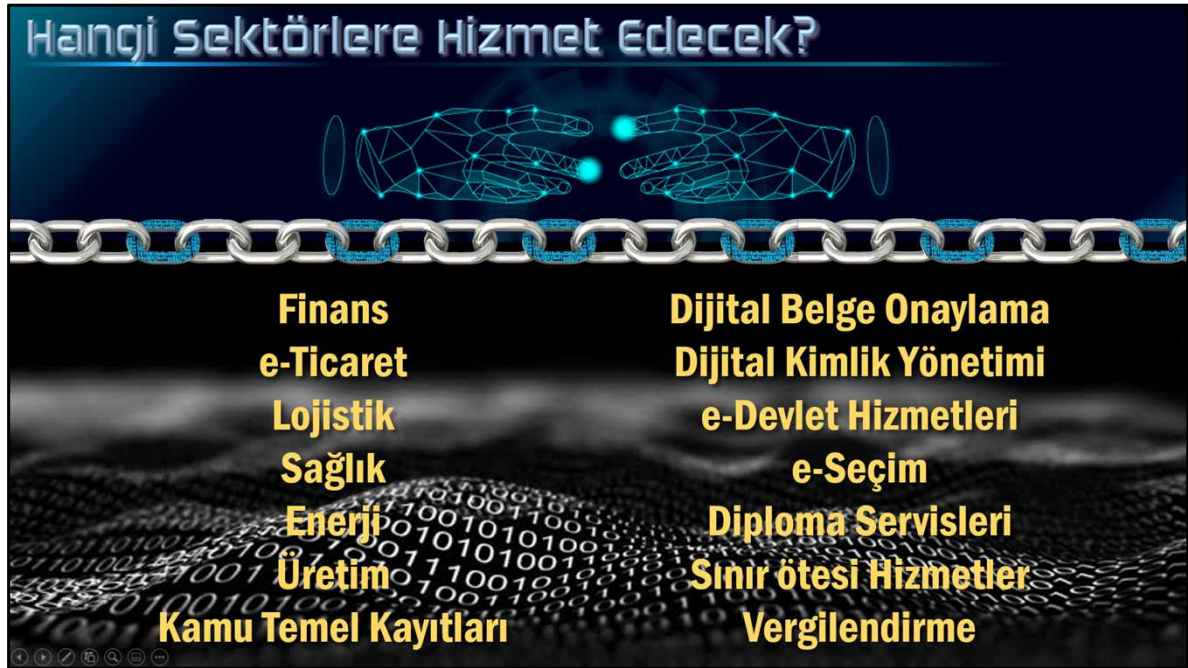 Hangi Sektörlere Hizmet Edecek?
Finans
e-Ticaret
Lojistik
Sağlık
Enerji
Üretim
Kamu Temel Kayıtları
Dijital Belge Onaylama
Dijital Kimlik Yönetimi
e-Devlet Hizmetleri
e-Seçim
Diploma Servisleri
Sınır ötesi Hizmetler
Vergilendirme